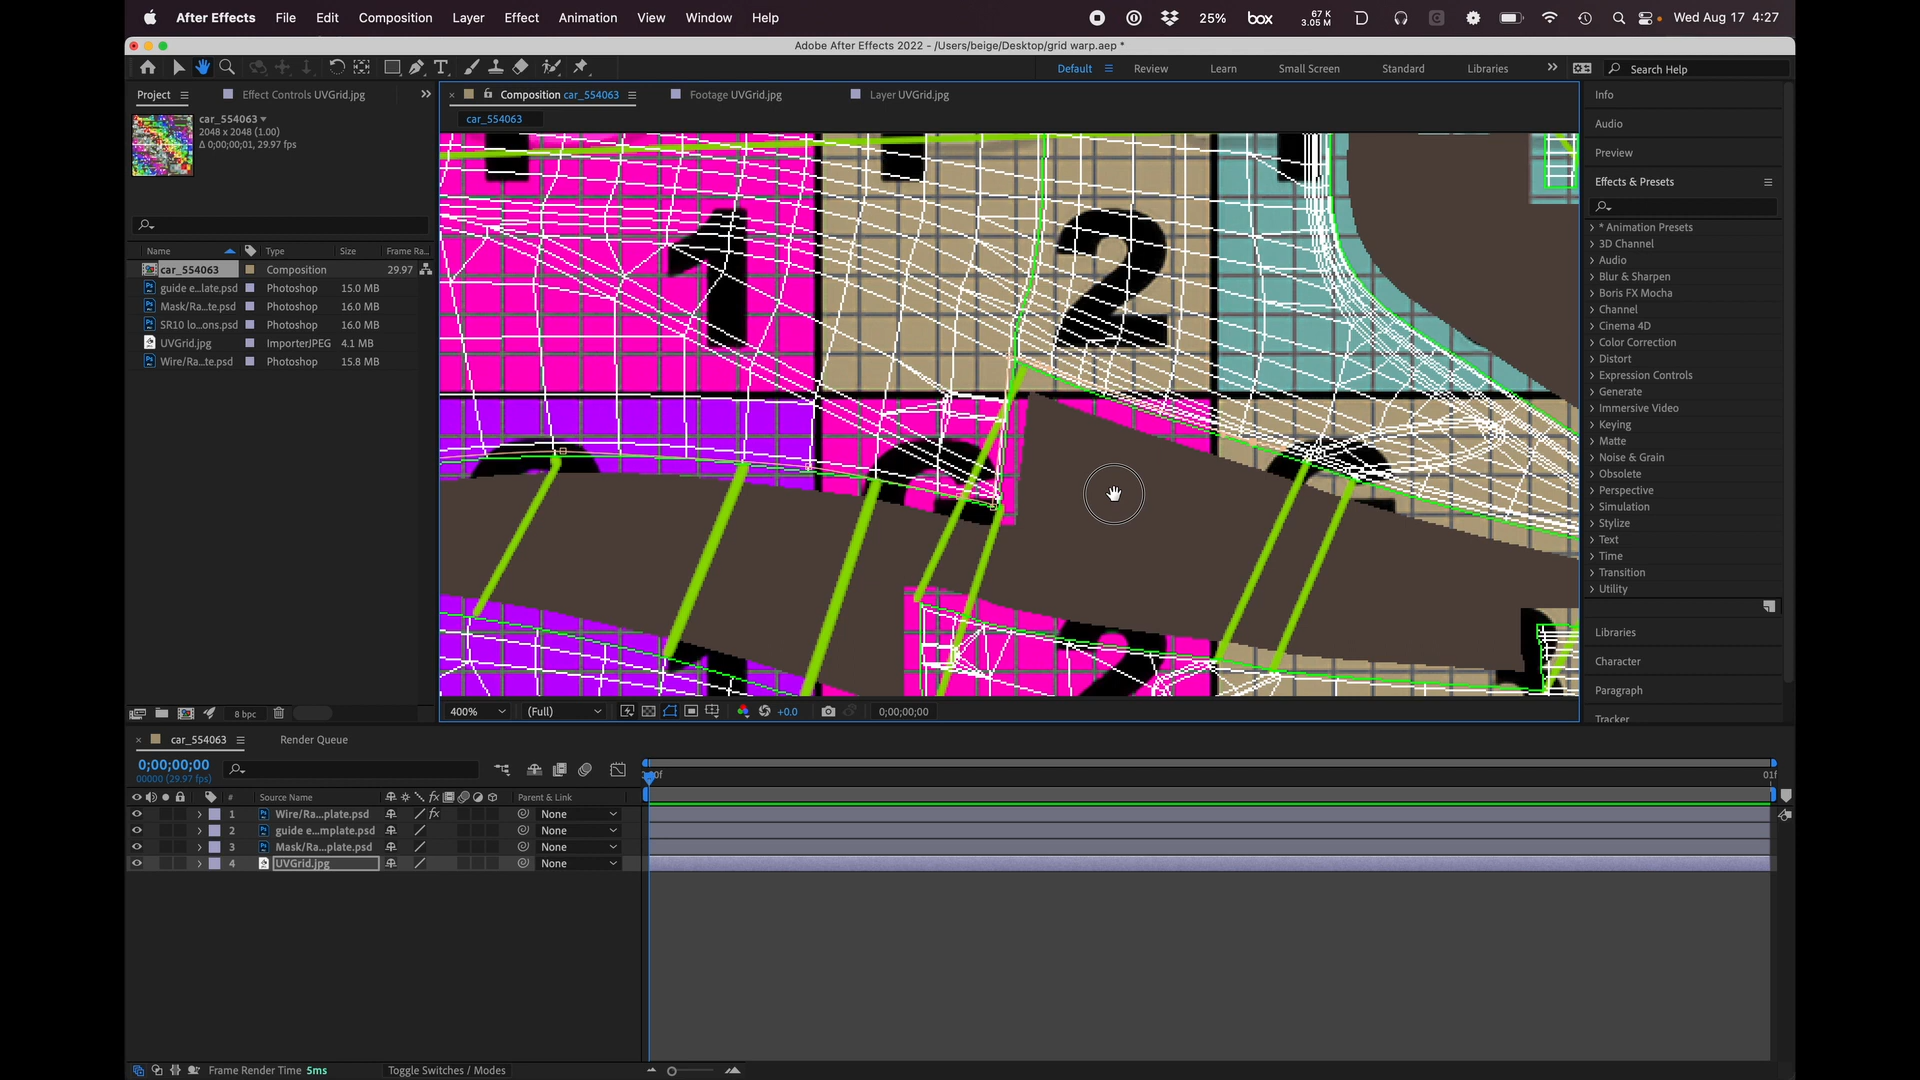 After Effects File Edit Composition Layer Effect Animation View Window Help 25% box 67 K 3.05 M Wed Aug 17 4:27
Adobe After Effects 2022 - /Users/beige/Desktop/grid warp.aep *
Default Review Learn Small Screen Standard Libraries Search Help
Project Effect Controls UVGrid.jpg
Composition car_554063 Footage UVGrid.jpg Layer UVGrid.jpg
car_554063
car_554063
2048 x 2048 (1.00)
Δ 0;00;00;01, 29.97 fps
Name Type Size Frame Ra...
car_554063 Composition 29.97
guide e...late.psd Photoshop 15.0 MB
Mask/Ra...te.psd Photoshop 16.0 MB
SR10 lo...ons.psd Photoshop 16.0 MB
UVGrid.jpg ImporterJPEG 4.1 MB
Wire/Ra...te.psd Photoshop 15.8 MB
8 bpc
1 2
400% (Full) +0.0 0;00;00;00
Info
Audio
Preview
Effects & Presets
* Animation Presets
3D Channel
Audio
Blur & Sharpen
Boris FX Mocha
Channel
Cinema 4D
Color Correction
Distort
Expression Controls
Generate
Immersive Video
Keying
Matte
Noise & Grain
Obsolete
Perspective
Simulation
Stylize
Text
Time
Transition
Utility
Libraries
Character
Paragraph
Tracker
car_554063 Render Queue
0;00;00;00
00000 (29.97 fps)
01f
# Source Name Parent & Link
1 Wire/Ra...plate.psd fx None
2 guide e...mplate.psd None
3 Mask/Ra...plate.psd None
4 UVGrid.jpg None
Frame Render Time 5ms Toggle Switches / Modes